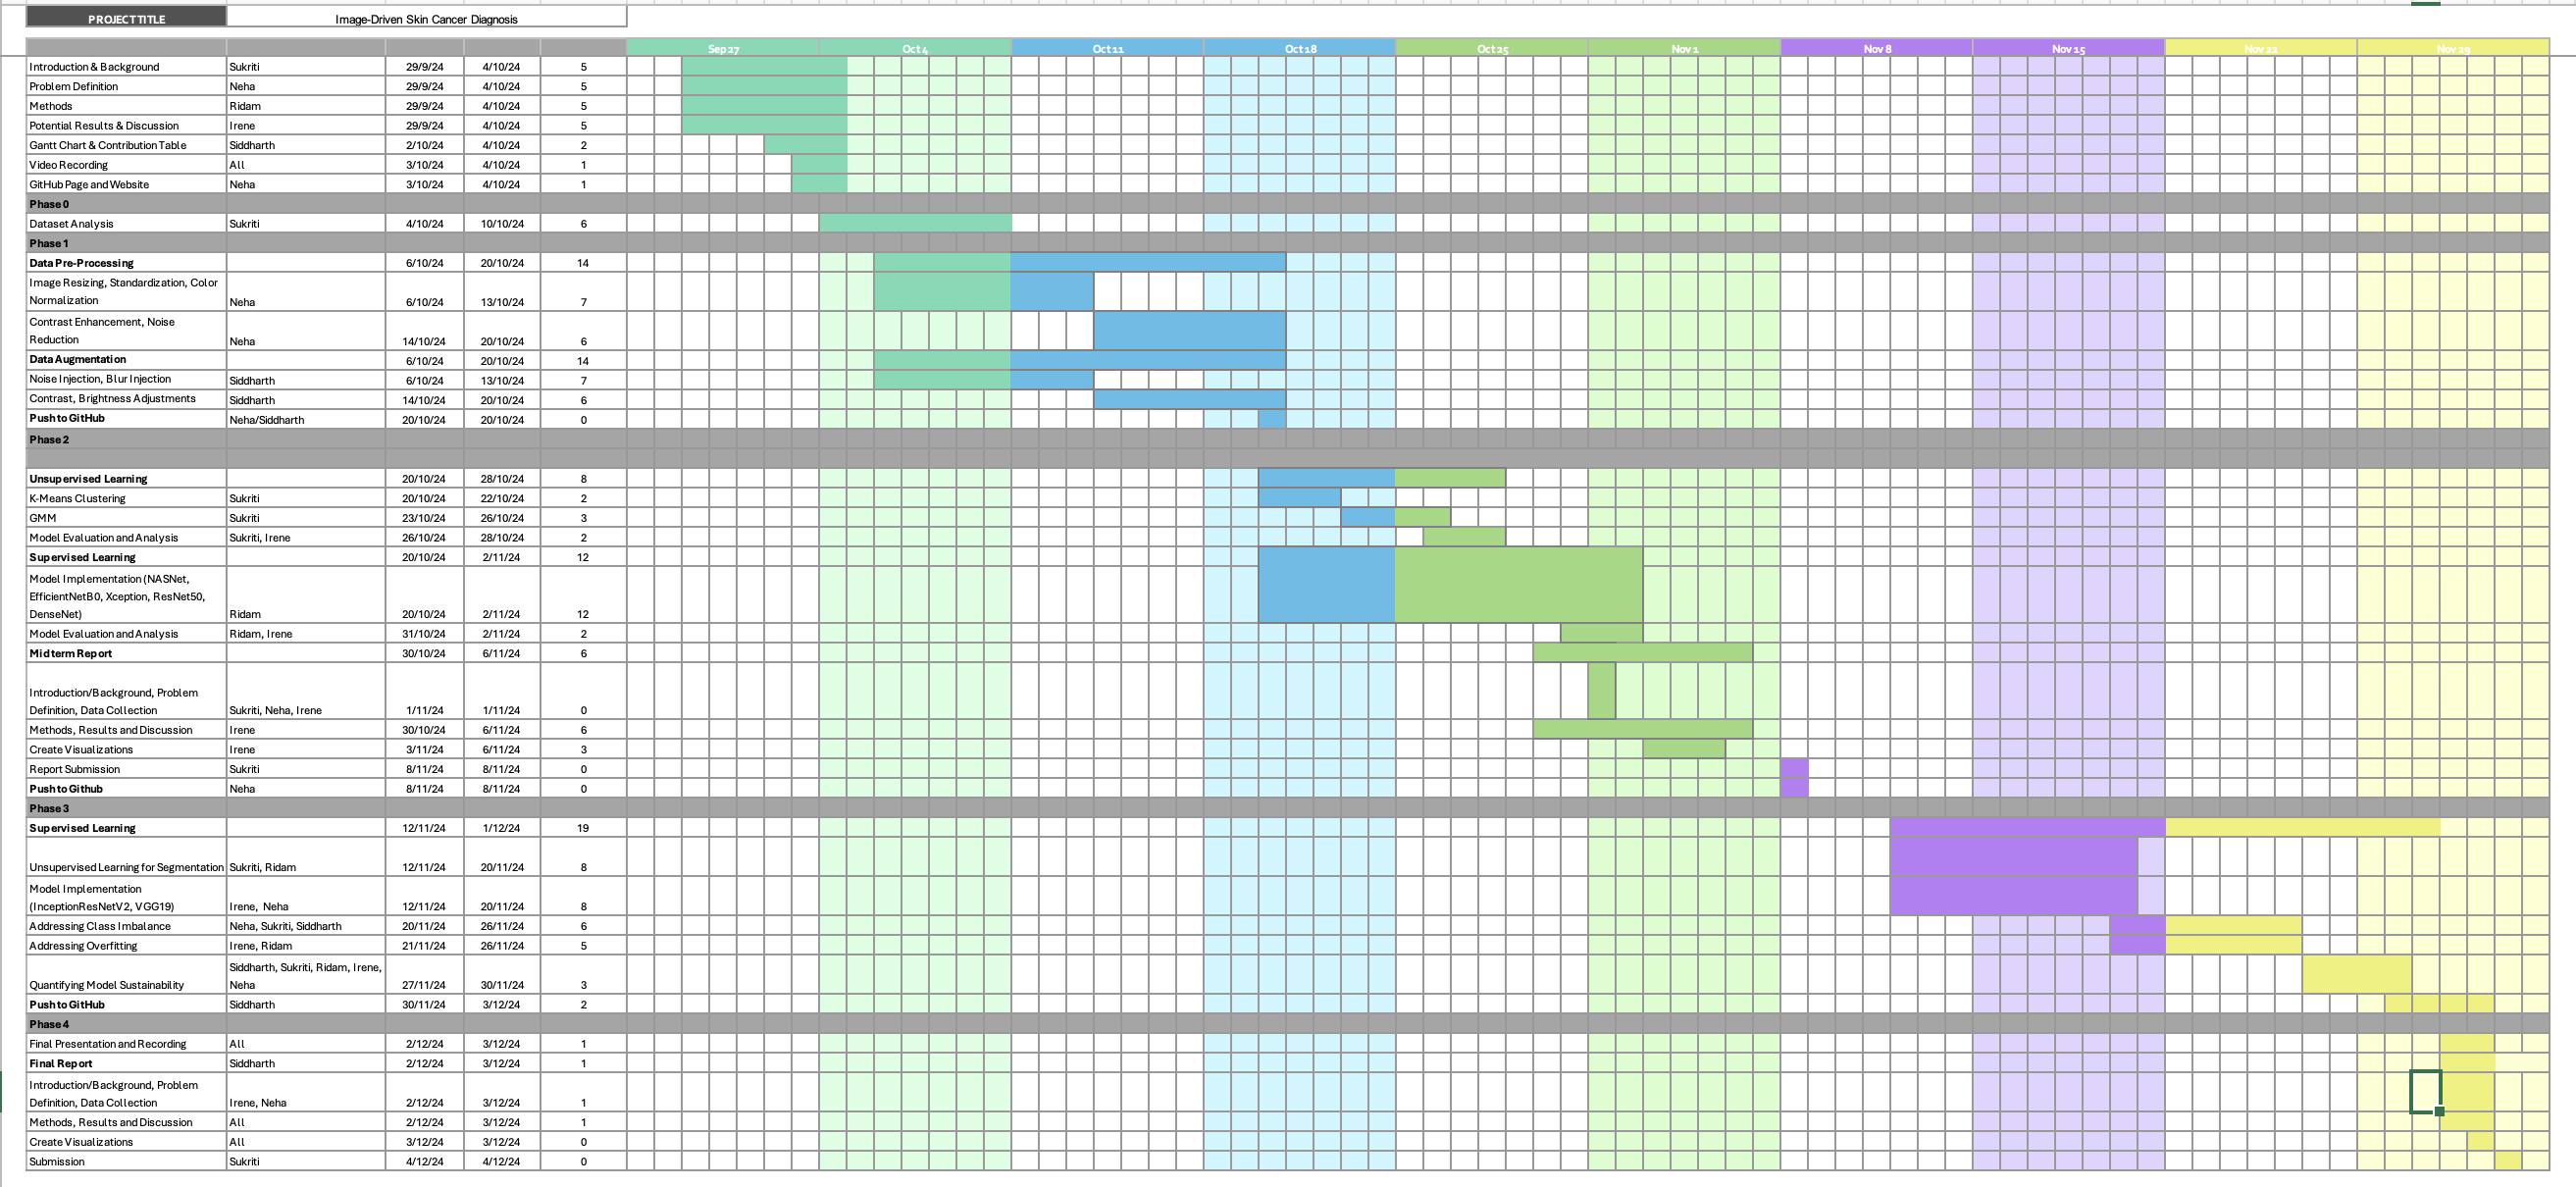 PROJECT TITLE Image-Driven Skin Cancer Diagnosis
Sep 27 Oct 4 Oct 11 Oct 18 Oct 25 Nov 1 Nov 8 Nov 15 Nov 22 Nov 29
Introduction & Background Sukriti 29/9/24 4/10/24 5
Problem Definition Neha 29/9/24 4/10/24 5
Methods Ridam 29/9/24 4/10/24 5
Potential Results & Discussion Irene 29/9/24 4/10/24 5
Gantt Chart & Contribution Table Siddharth 2/10/24 4/10/24 2
Video Recording All 3/10/24 4/10/24 1
GitHub Page and Website Neha 3/10/24 4/10/24 1
Phase 0
Dataset Analysis Sukriti 4/10/24 10/10/24 6
Phase 1
Data Pre-Processing 6/10/24 20/10/24 14
Image Resizing, Standardization, Color
Normalization Neha 6/10/24 13/10/24 7
Contrast Enhancement, Noise
Reduction Neha 14/10/24 20/10/24 6
Data Augmentation 6/10/24 20/10/24 14
Noise Injection, Blur Injection Siddharth 6/10/24 13/10/24 7
Contrast, Brightness Adjustments Siddharth 14/10/24 20/10/24 6
Push to GitHub Neha/Siddharth 20/10/24 20/10/24 0
Phase 2
Unsupervised Learning 20/10/24 28/10/24 8
K-Means Clustering Sukriti 20/10/24 22/10/24 2
GMM Sukriti 23/10/24 26/10/24 3
Model Evaluation and Analysis Sukriti, Irene 26/10/24 28/10/24 2
Supervised Learning 20/10/24 2/11/24 12
Model Implementation (NASNet,
EfficientNetB0, Xception, ResNet50,
DenseNet) Ridam 20/10/24 2/11/24 12
Model Evaluation and Analysis Ridam, Irene 31/10/24 2/11/24 2
Midterm Report 30/10/24 6/11/24 6
Introduction/Background, Problem
Definition, Data Collection Sukriti, Neha, Irene 1/11/24 1/11/24 0
Methods, Results and Discussion Irene 30/10/24 6/11/24 6
Create Visualizations Irene 3/11/24 6/11/24 3
Report Submission Sukriti 8/11/24 8/11/24 0
Push to Github Neha 8/11/24 8/11/24 0
Phase 3
Supervised Learning 12/11/24 1/12/24 19
Unsupervised Learning for Segmentation Sukriti, Ridam 12/11/24 20/11/24 8
Model Implementation
(InceptionResNetV2, VGG19) Irene, Neha 12/11/24 20/11/24 8
Addressing Class Imbalance Neha, Sukriti, Siddharth 20/11/24 26/11/24 6
Addressing Overfitting Irene, Ridam 21/11/24 26/11/24 5
Siddharth, Sukriti, Ridam, Irene,
Quantifying Model Sustainability Neha 27/11/24 30/11/24 3
Push to GitHub Siddharth 30/11/24 3/12/24 2
Phase 4
Final Presentation and Recording All 2/12/24 3/12/24 1
Final Report Siddharth 2/12/24 3/12/24 1
Introduction/Background, Problem
Definition, Data Collection Irene, Neha 2/12/24 3/12/24 1
Methods, Results and Discussion All 2/12/24 3/12/24 1
Create Visualizations All 3/12/24 3/12/24 0
Submission Sukriti 4/12/24 4/12/24 0